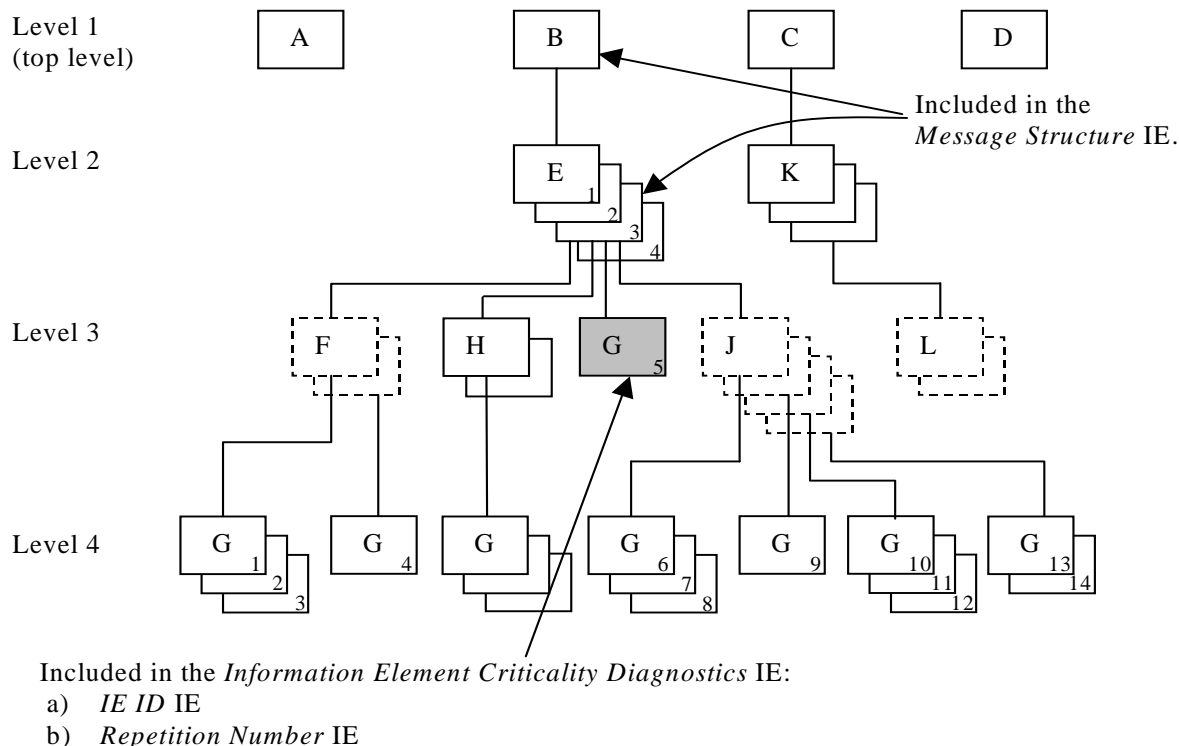 Level 1
(top level)
A
B
C
D
Included in the
Message Structure IE.
Level 2
E
1
2
3
4
K
Level 3
F
H
G
5
J
L
Level 4
G
1
2
3
G
4
G
G
6
7
8
G
9
G
10
11
12
G
13
14
Included in the Information Element Criticality Diagnostics IE:
a) IE ID IE
b) Repetition Number IE